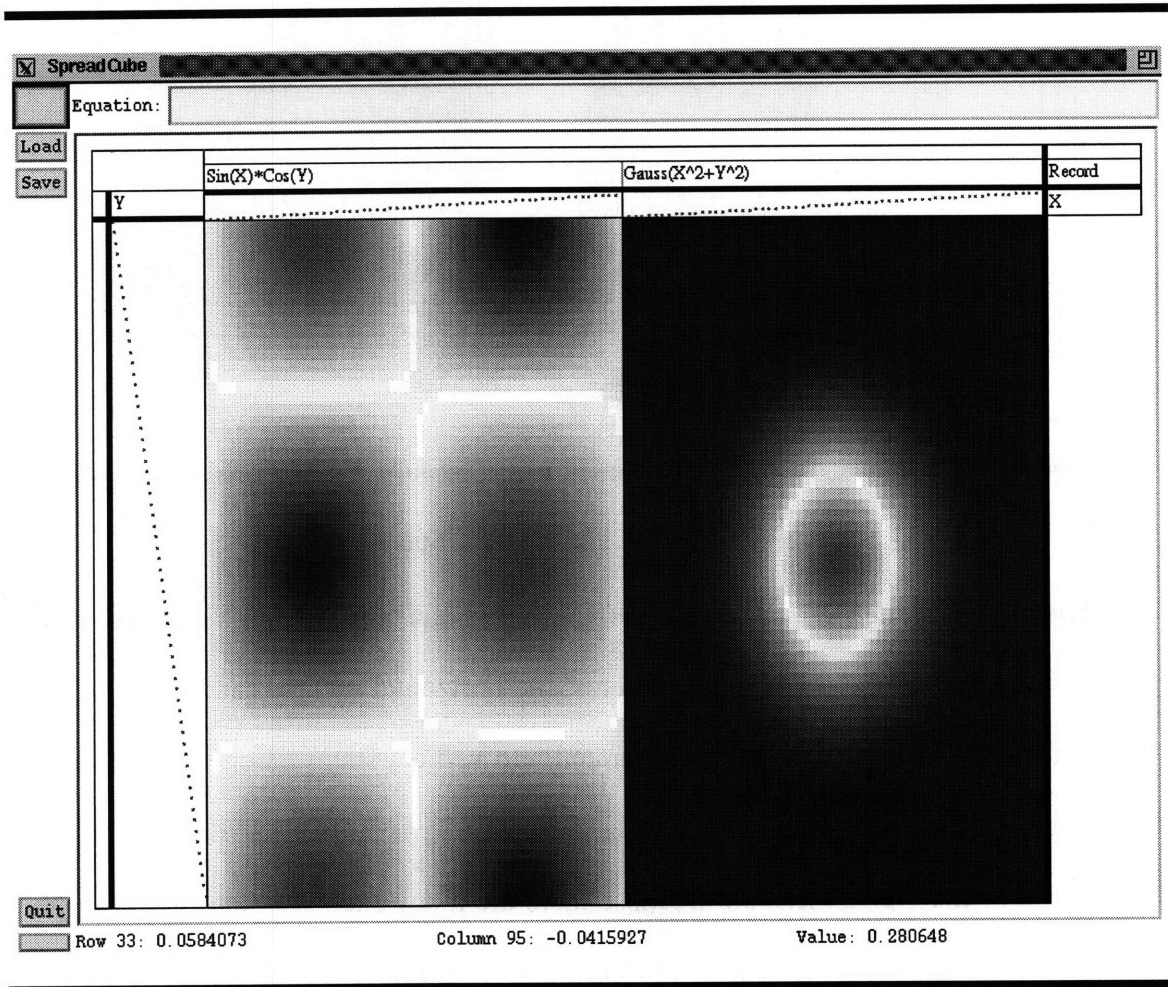 SpreadCube
Equation:
Load
Save
Sin(X)*Cos(Y) Gauss(X^2+Y^2) Record
Y X
Quit
Row 33: 0.0584073 Column 95: -0.0415927 Value: 0.280648